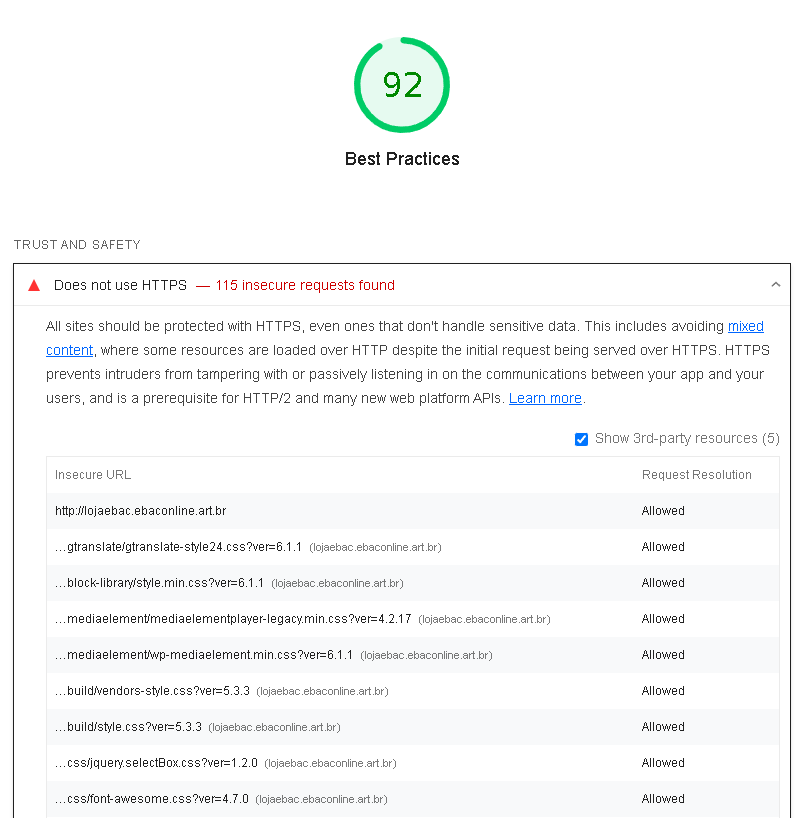 92
Best Practices
TRUST AND SAFETY
Does not use HTTPS — 115 insecure requests found
All sites should be protected with HTTPS, even ones that don't handle sensitive data. This includes avoiding mixed
content, where some resources are loaded over HTTP despite the initial request being served over HTTPS. HTTPS
prevents intruders from tampering with or passively listening in on the communications between your app and your
users, and is a prerequisite for HTTP/2 and many new web platform APIs. Learn more.
Show 3rd-party resources (5)
Insecure URL Request Resolution
http://lojaebac.ebaconline.art.br Allowed
…gtranslate/gtranslate-style24.css?ver=6.1.1 (lojaebac.ebaconline.art.br) Allowed
…block-library/style.min.css?ver=6.1.1 (lojaebac.ebaconline.art.br) Allowed
…mediaelement/mediaelementplayer-legacy.min.css?ver=4.2.17 (lojaebac.ebaconline.art.br) Allowed
…mediaelement/wp-mediaelement.min.css?ver=6.1.1 (lojaebac.ebaconline.art.br) Allowed
…build/vendors-style.css?ver=5.3.3 (lojaebac.ebaconline.art.br) Allowed
…build/style.css?ver=5.3.3 (lojaebac.ebaconline.art.br) Allowed
…css/jquery.selectBox.css?ver=1.2.0 (lojaebac.ebaconline.art.br) Allowed
…css/font-awesome.css?ver=4.7.0 (lojaebac.ebaconline.art.br) Allowed